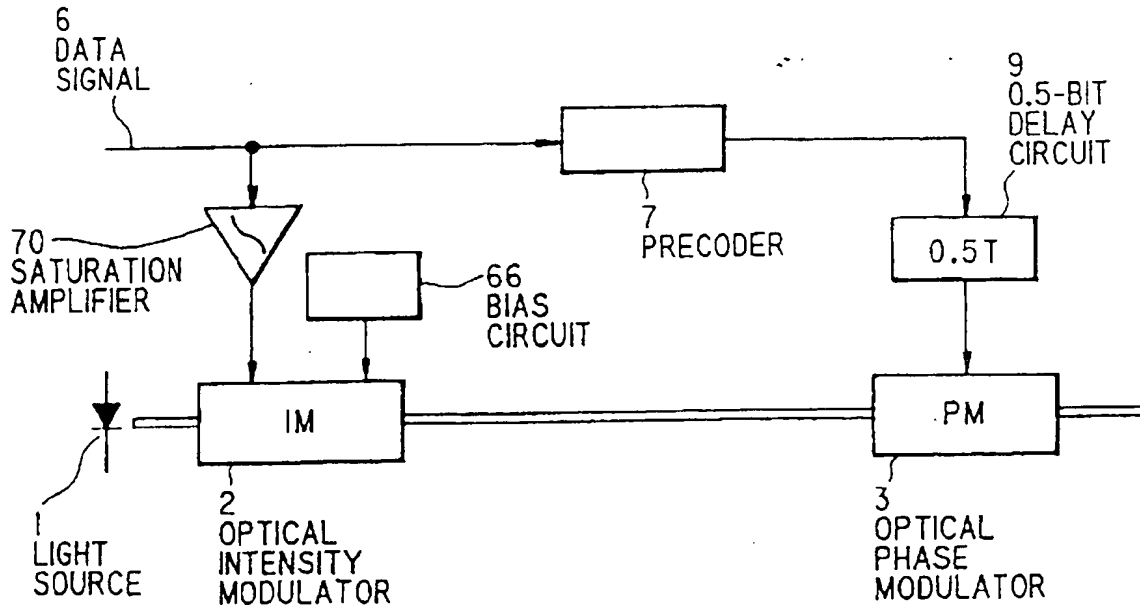 6
DATA
SIGNAL
9
0.5-BIT
DELAY
CIRCUIT
7
PRECODER
0.5T
70
SATURATION
AMPLIFIER
66
BIAS
CIRCUIT
IM
PM
1
LIGHT
SOURCE
2
OPTICAL
INTENSITY
MODULATOR
3
OPTICAL
PHASE
MODULATOR